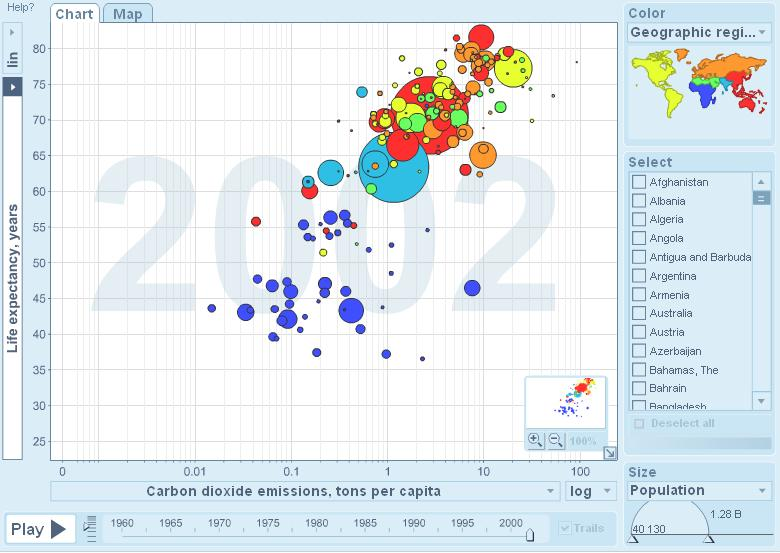 Help?
Chart
Map
Color
Geographic regi...
lin
Life expectancy, years
80
75
70
65
60
55
50
45
40
35
30
25
2002
0
0.01
0.1
1
10
100
100%
Carbon dioxide emissions, tons per capita
log
Select
Afghanistan
Albania
Algeria
Angola
Antigua and Barbuda
Argentina
Armenia
Australia
Austria
Azerbaijan
Bahamas, The
Bahrain
Bangladesh
Deselect all
Size
Population
1.28 B
40 130
Play
1960
1965
1970
1975
1980
1985
1990
1995
2000
Trails